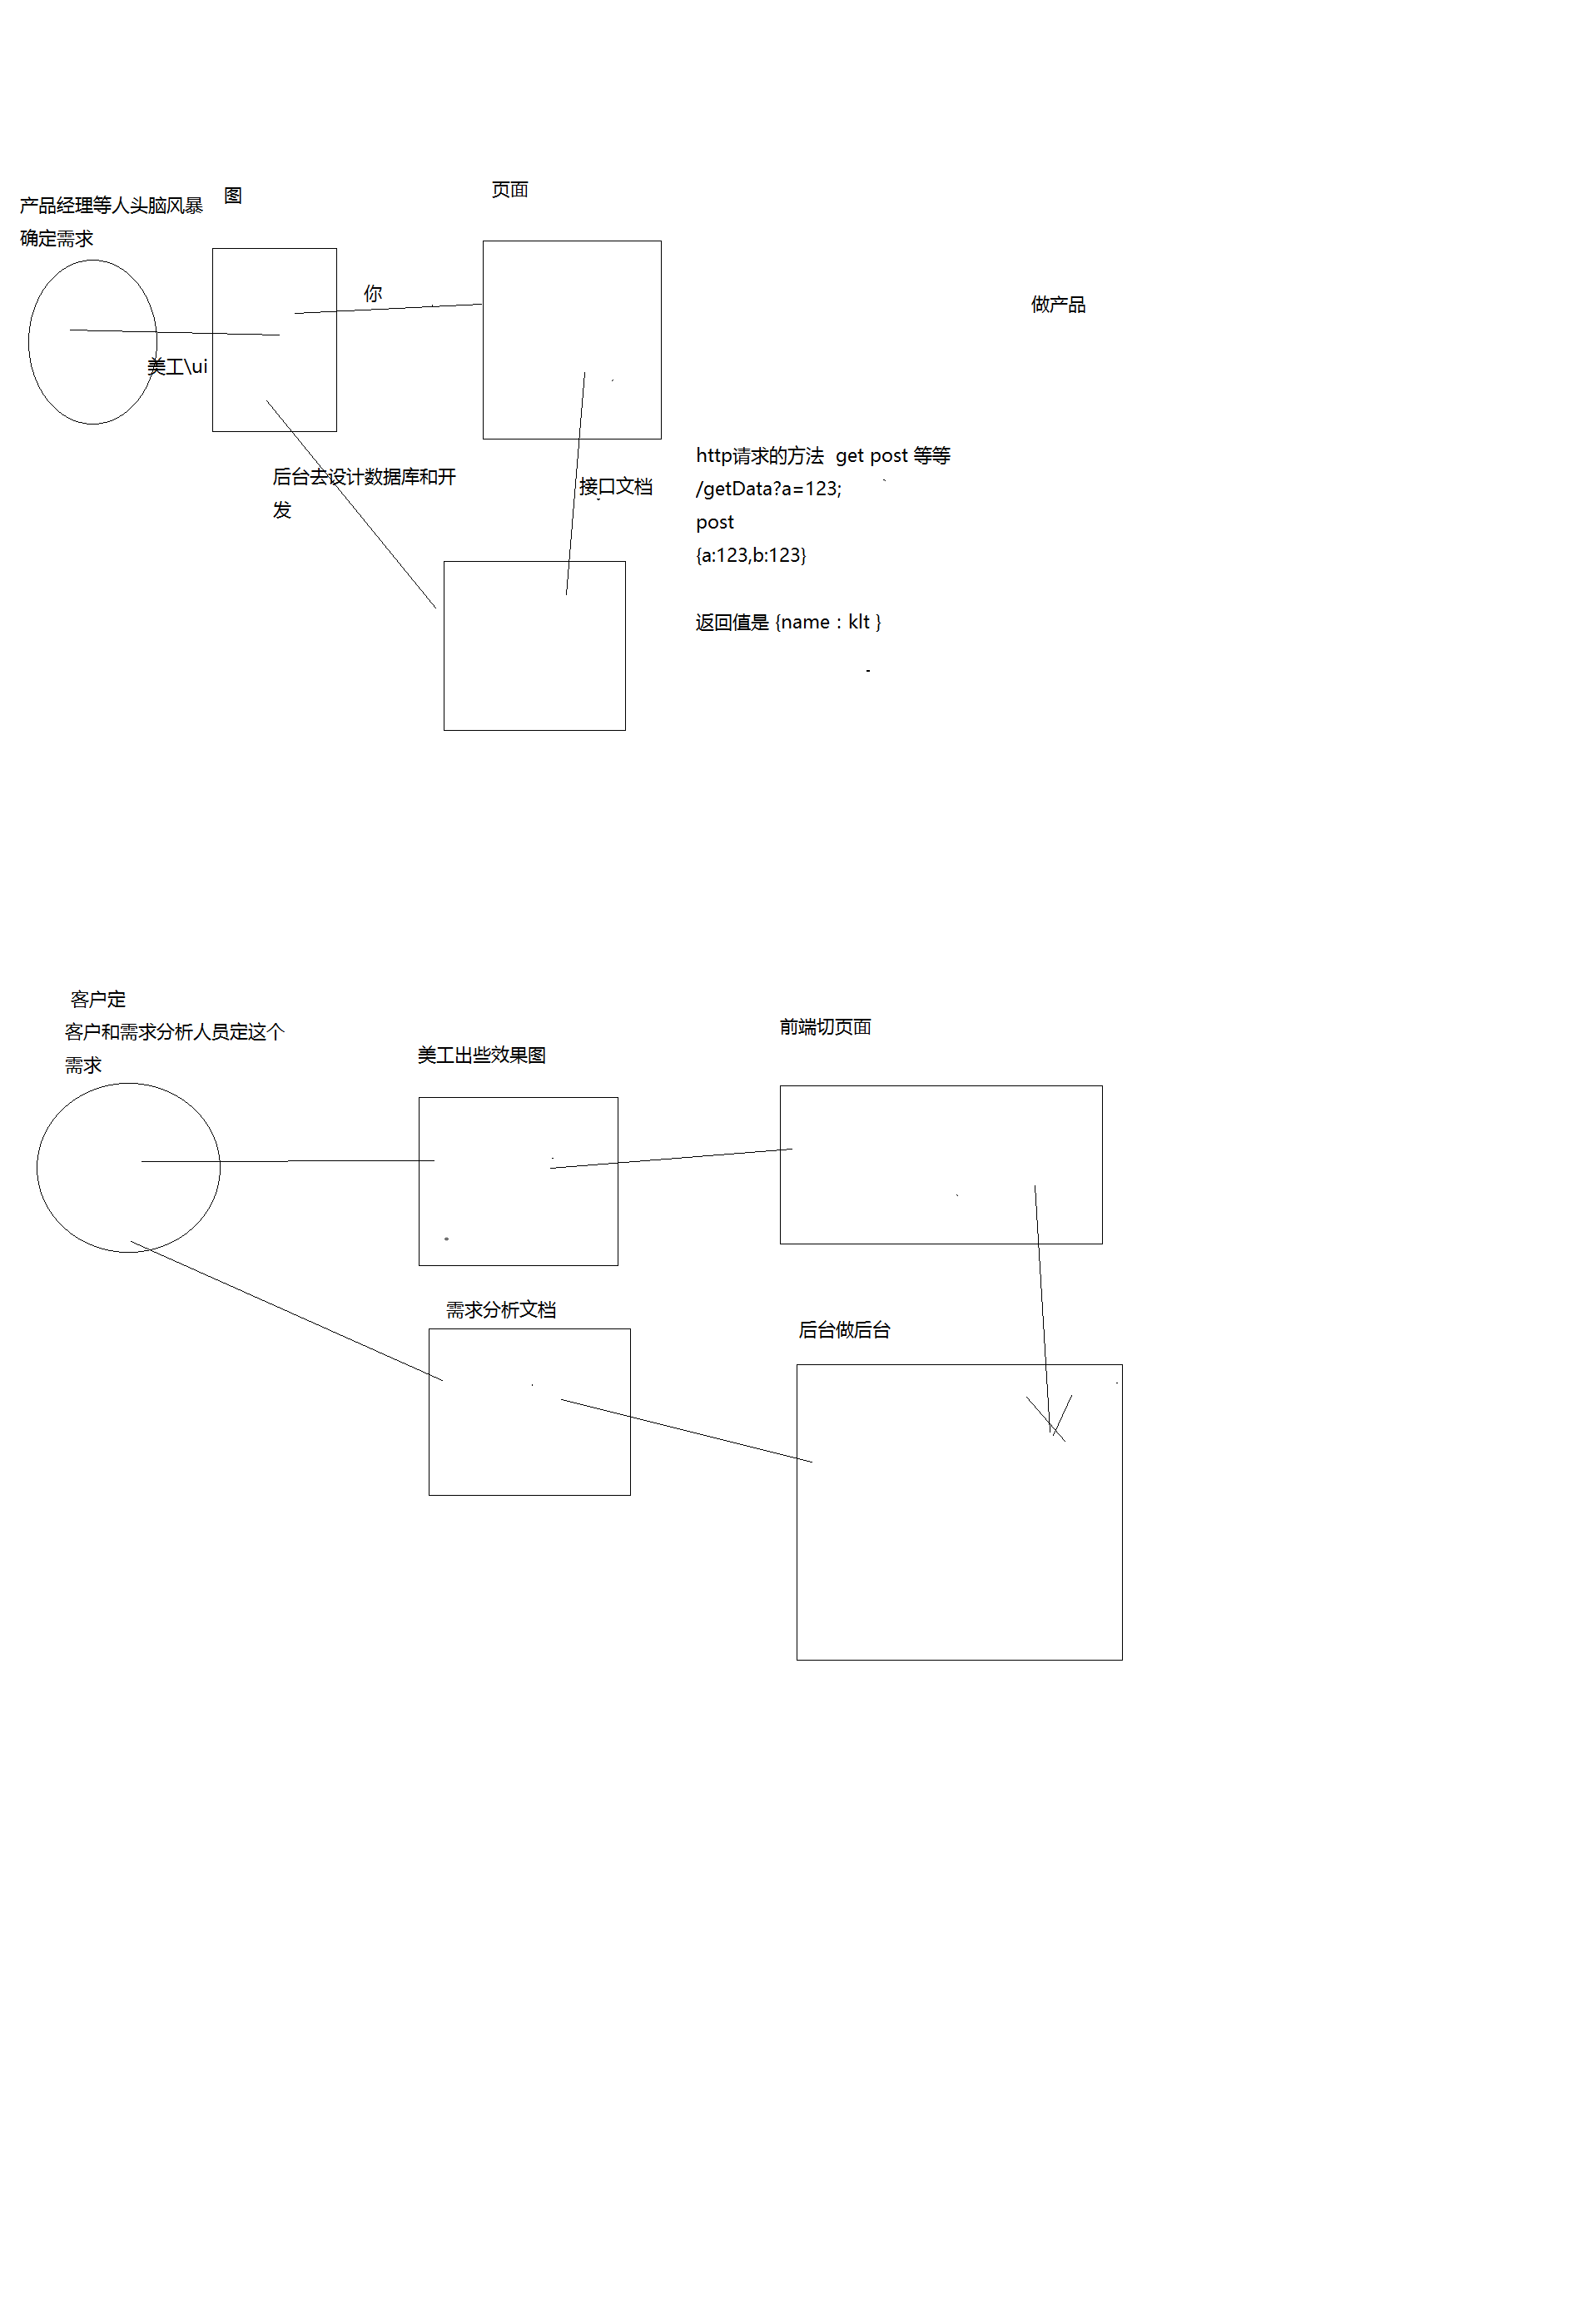 产品经理等人头脑风暴
确定需求
图
页面
你
做产品
美工\ui
后台去设计数据库和开
发
接口文档
http请求的方法  get post 等等
/getData?a=123;
post
{a:123,b:123}
返回值是 {name：klt }
客户定
客户和需求分析人员定这个
需求
美工出些效果图
前端切页面
需求分析文档
后台做后台